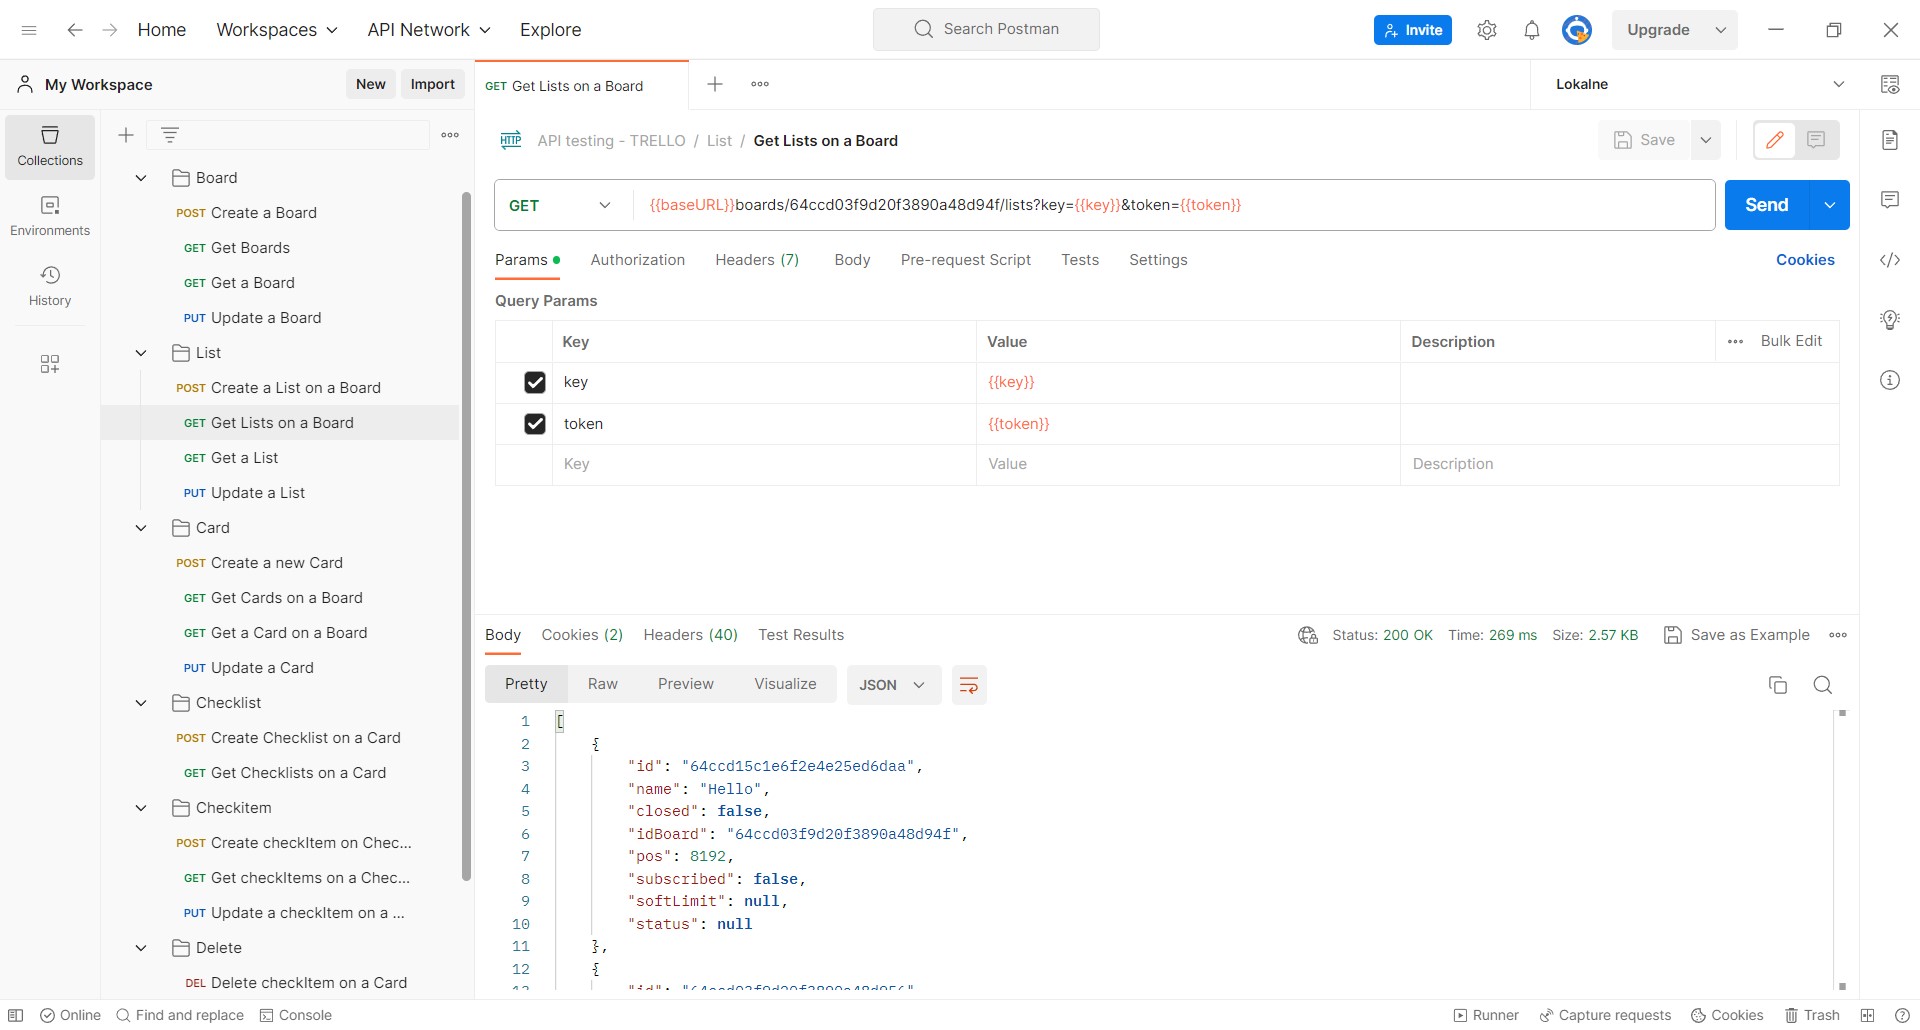 Home
Workspaces
API Network
Explore
Search Postman
Invite
Upgrade
My Workspace
New
Import
GET Get Lists on a Board
Lokalne
Collections
Environments
History
Board
POST Create a Board
GET Get Boards
GET Get a Board
PUT Update a Board
List
POST Create a List on a Board
GET Get Lists on a Board
GET Get a List
PUT Update a List
Card
POST Create a new Card
GET Get Cards on a Board
GET Get a Card on a Board
PUT Update a Card
Checklist
POST Create Checklist on a Card
GET Get Checklists on a Card
Checkitem
POST Create checkItem on Chec...
GET Get checkItems on a Chec...
PUT Update a checkItem on a ...
Delete
DEL Delete checkItem on a Card
HTTP API testing - TRELLO / List / Get Lists on a Board
Save
GET
{{baseURL}}boards/64ccd03f9d20f3890a48d94f/lists?key={{key}}&token={{token}}
Send
Params
Authorization
Headers (7)
Body
Pre-request Script
Tests
Settings
Cookies
Query Params
Key Value Description Bulk Edit
key {{key}}
token {{token}}
Key Value Description
Body
Cookies (2)
Headers (40)
Test Results
Status: 200 OK Time: 269 ms Size: 2.57 KB
Save as Example
Pretty
Raw
Preview
Visualize
JSON
1 [
2 {
3 "id": "64ccd15c1e6f2e4e25ed6daa",
4 "name": "Hello",
5 "closed": false,
6 "idBoard": "64ccd03f9d20f3890a48d94f",
7 "pos": 8192,
8 "subscribed": false,
9 "softLimit": null,
10 "status": null
11 },
12 {
Online
Find and replace
Console
Runner
Capture requests
Cookies
Trash